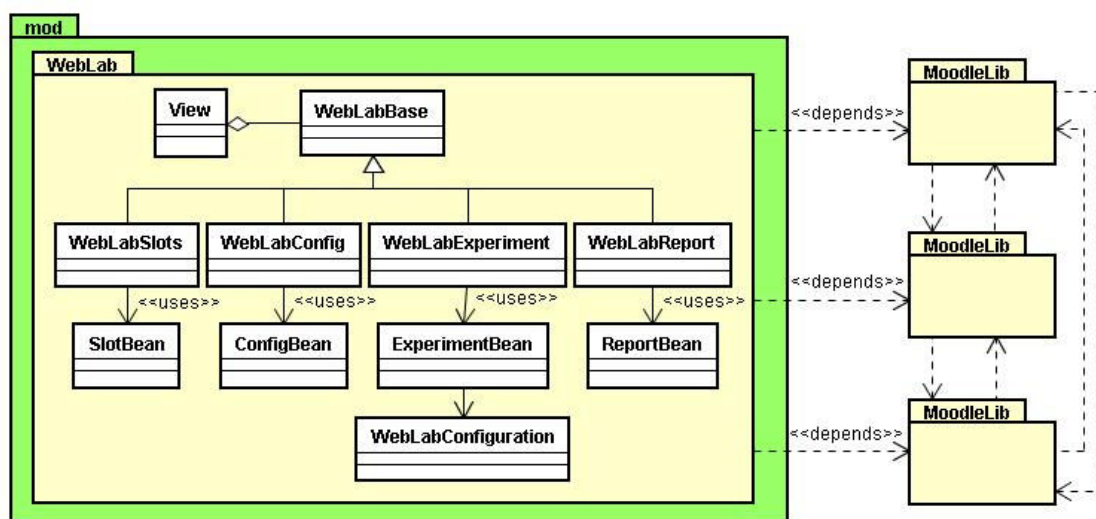 mod
WebLab
MoodleLib
View
WebLabBase
<<depends>>
WebLabSlots
WebLabConfig
WebLabExperiment
WebLabReport
MoodleLib
<<uses>>
<<uses>>
<<uses>>
<<uses>>
<<depends>>
SlotBean
ConfigBean
ExperimentBean
ReportBean
MoodleLib
WebLabConfiguration
<<depends>>